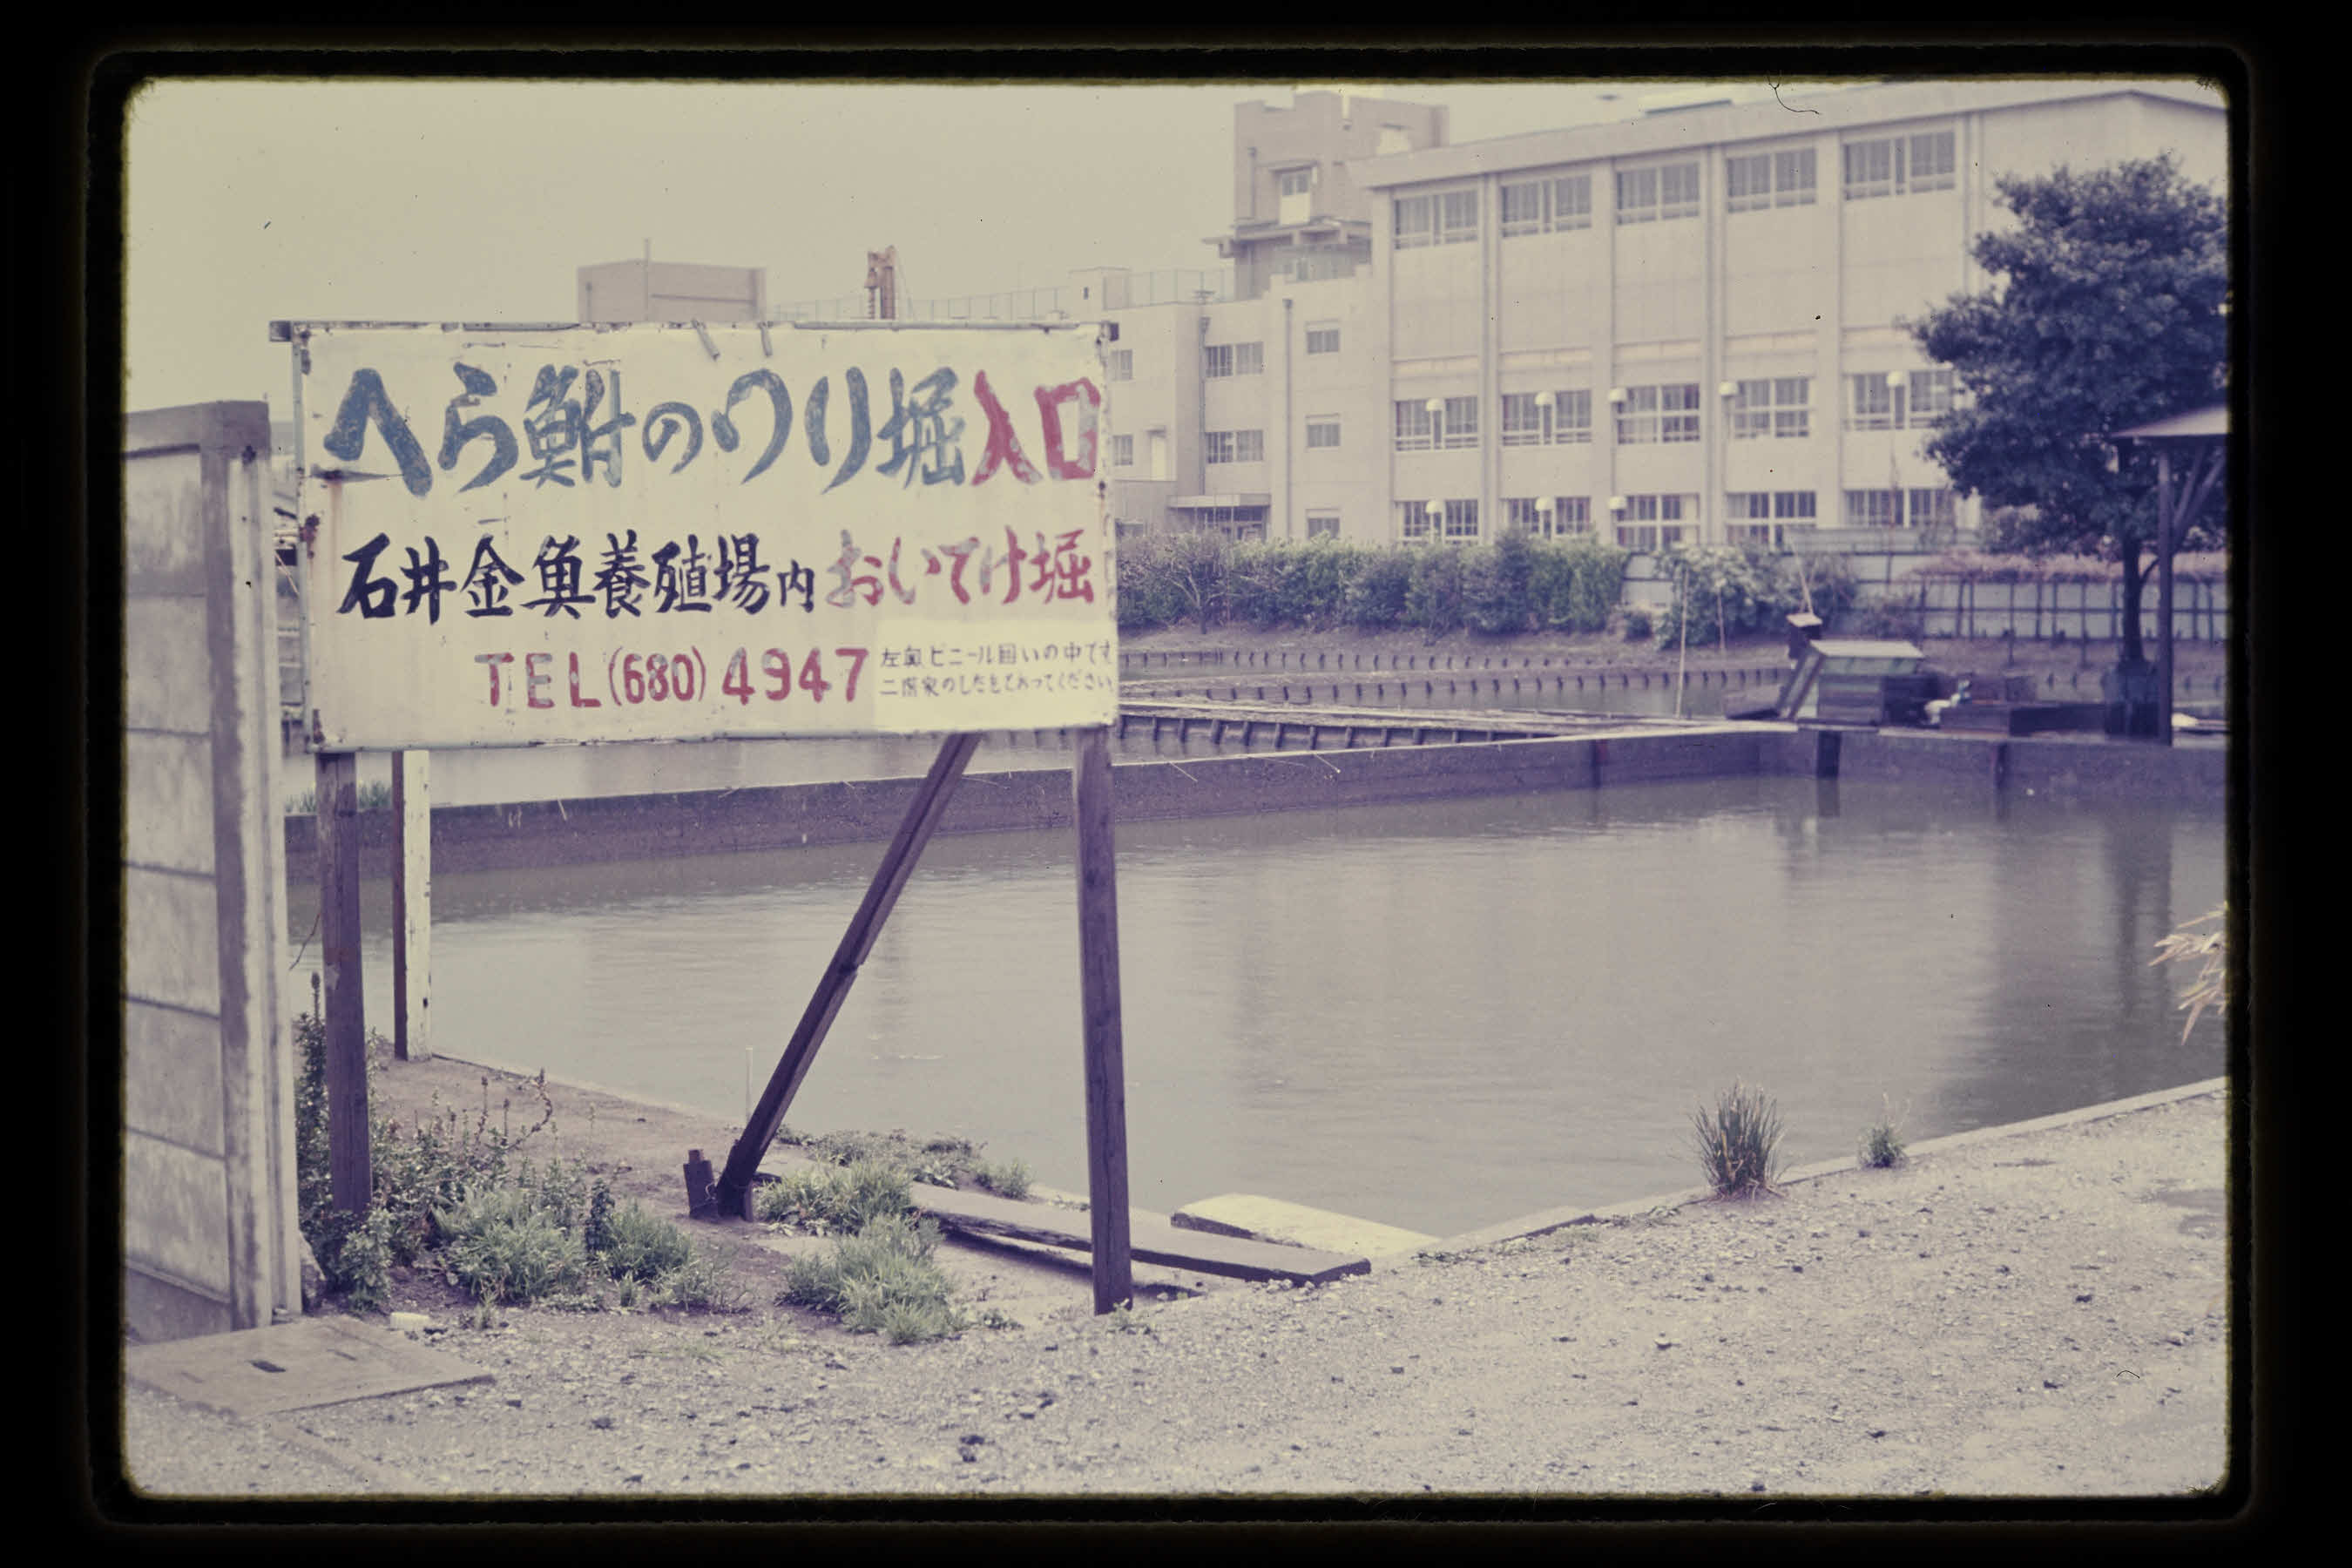 へら鮒のつり堀入口
石井金魚養殖場内おいてけ堀
TEL(680)4947
左奥ビニール囲いの中です
二階家のしたをとおってください